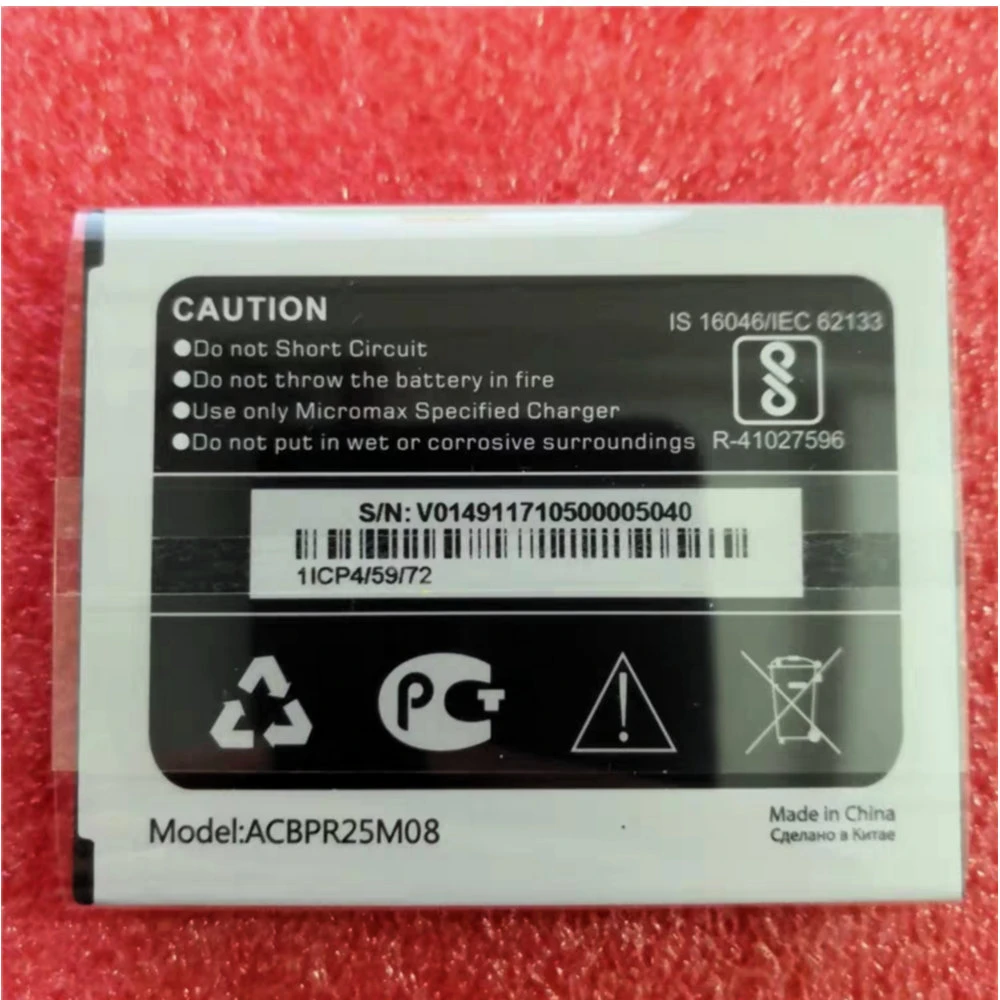 CAUTION
●Do not Short Circuit
●Do not throw the battery in fire
●Use only Micromax Specified Charger
●Do not put in wet or corrosive surroundings
IS 16046/IEC 62133
R-41027596
S/N: V014911710500005040
1ICP4/59/72
РСТ
Model:ACBPR25M08
Made in China
Сделано в Китае